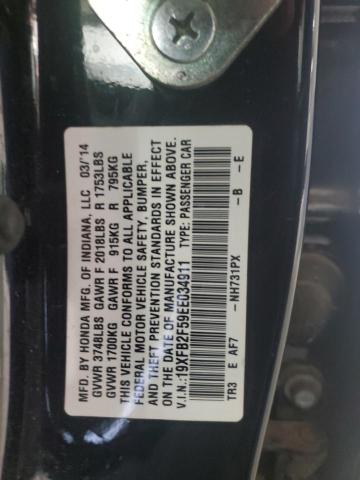 MFD. BY HONDA MFG. OF INDIANA, LLC 03/'14
GVWR 3748LBS GAWR F 2018LBS R 1753LBS
GVWR 1700KG GAWR F 915KG R 795KG
THIS VEHICLE CONFORMS TO ALL APPLICABLE
FEDERAL MOTOR VEHICLE SAFETY, BUMPER,
AND THEFT PREVENTION STANDARDS IN EFFECT
ON THE DATE OF MANUFACTURE SHOWN ABOVE.
V.I.N.:19XFB2F59EE034911 TYPE: PASSENGER CAR
TR3 E AF7 -NH731PX -B -E